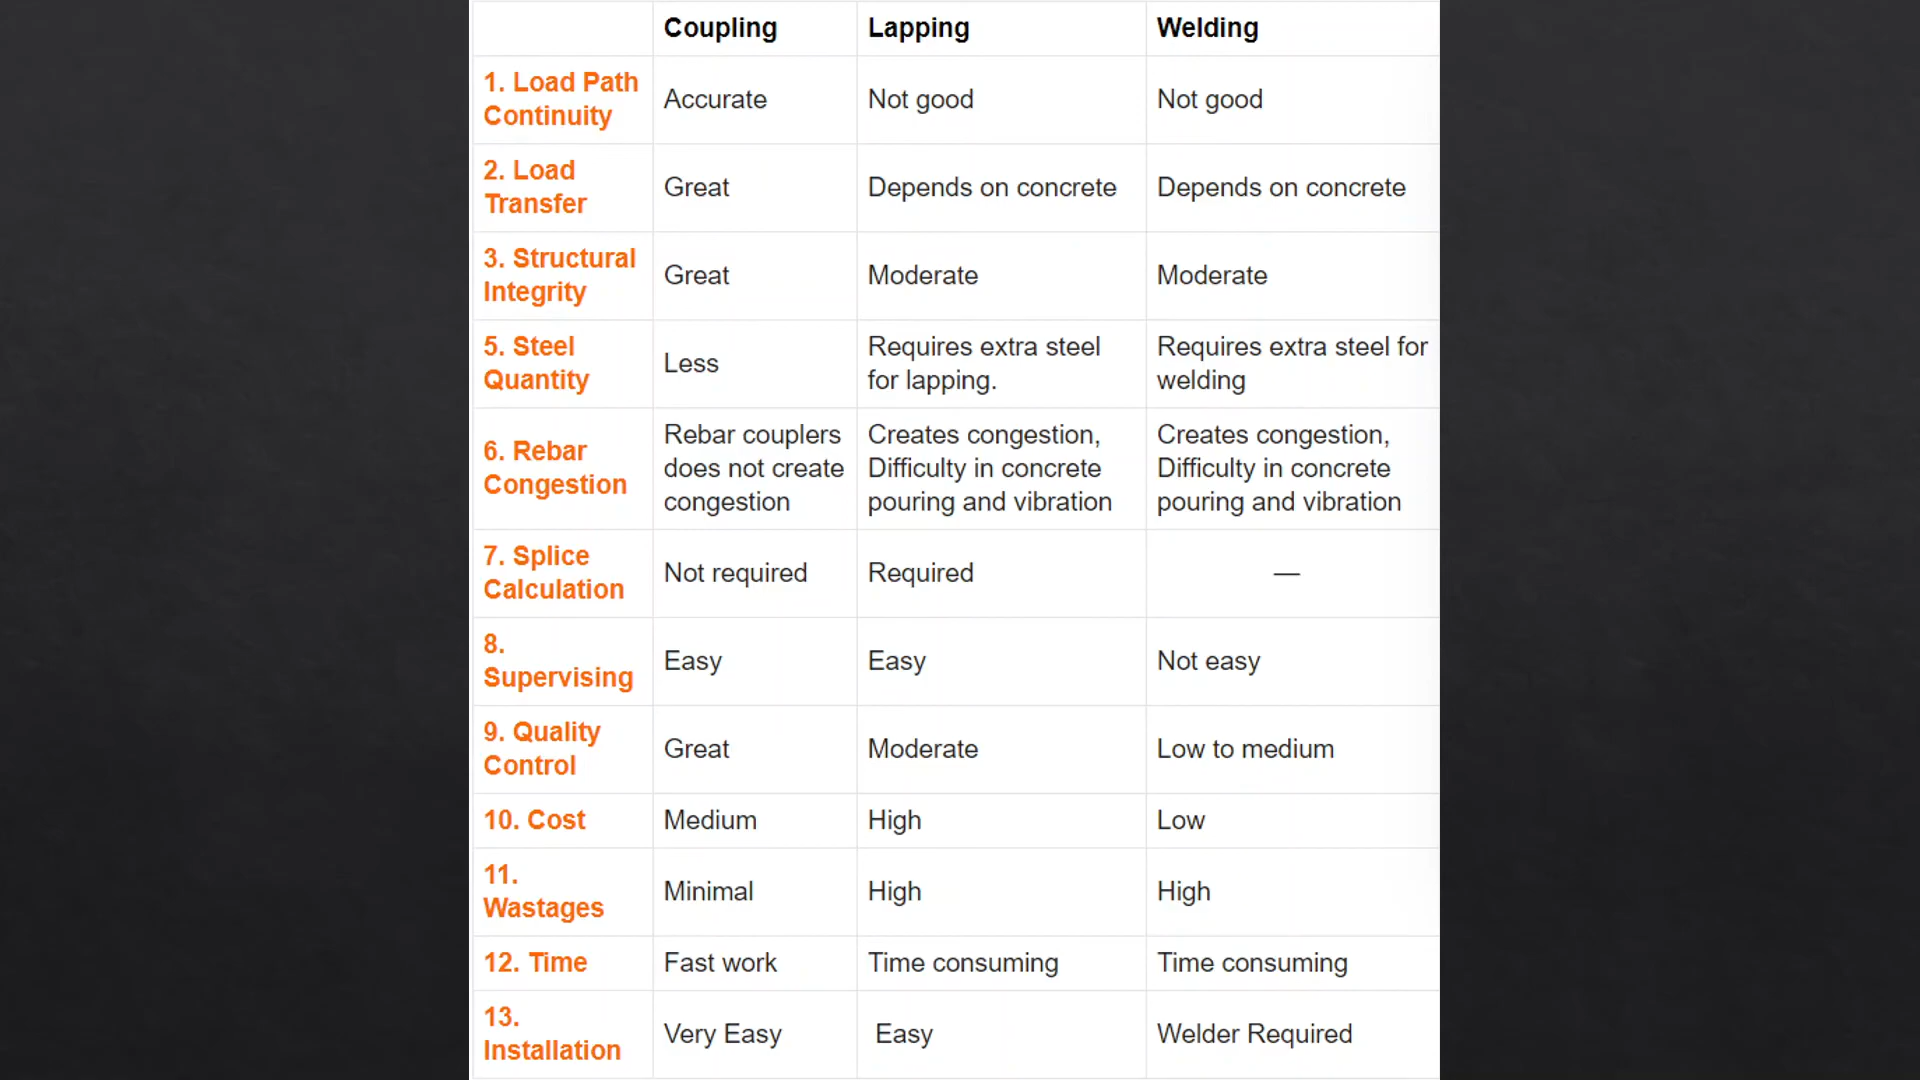 Coupling Lapping Welding
1. Load Path
Continuity
Accurate
Not good
Not good
2. Load
Transfer
Great
Depends on concrete
Depends on concrete
3. Structural
Integrity
Great
Moderate
Moderate
5. Steel
Quantity
Less
Requires extra steel
for lapping.
Requires extra steel for
welding
6. Rebar
Congestion
Rebar couplers
does not create
congestion
Creates congestion,
Difficulty in concrete
pouring and vibration
Creates congestion,
Difficulty in concrete
pouring and vibration
7. Splice
Calculation
Not required
Required
—
8.
Supervising
Easy
Easy
Not easy
9. Quality
Control
Great
Moderate
Low to medium
10. Cost
Medium
High
Low
11.
Wastages
Minimal
High
High
12. Time
Fast work
Time consuming
Time consuming
13.
Installation
Very Easy
Easy
Welder Required